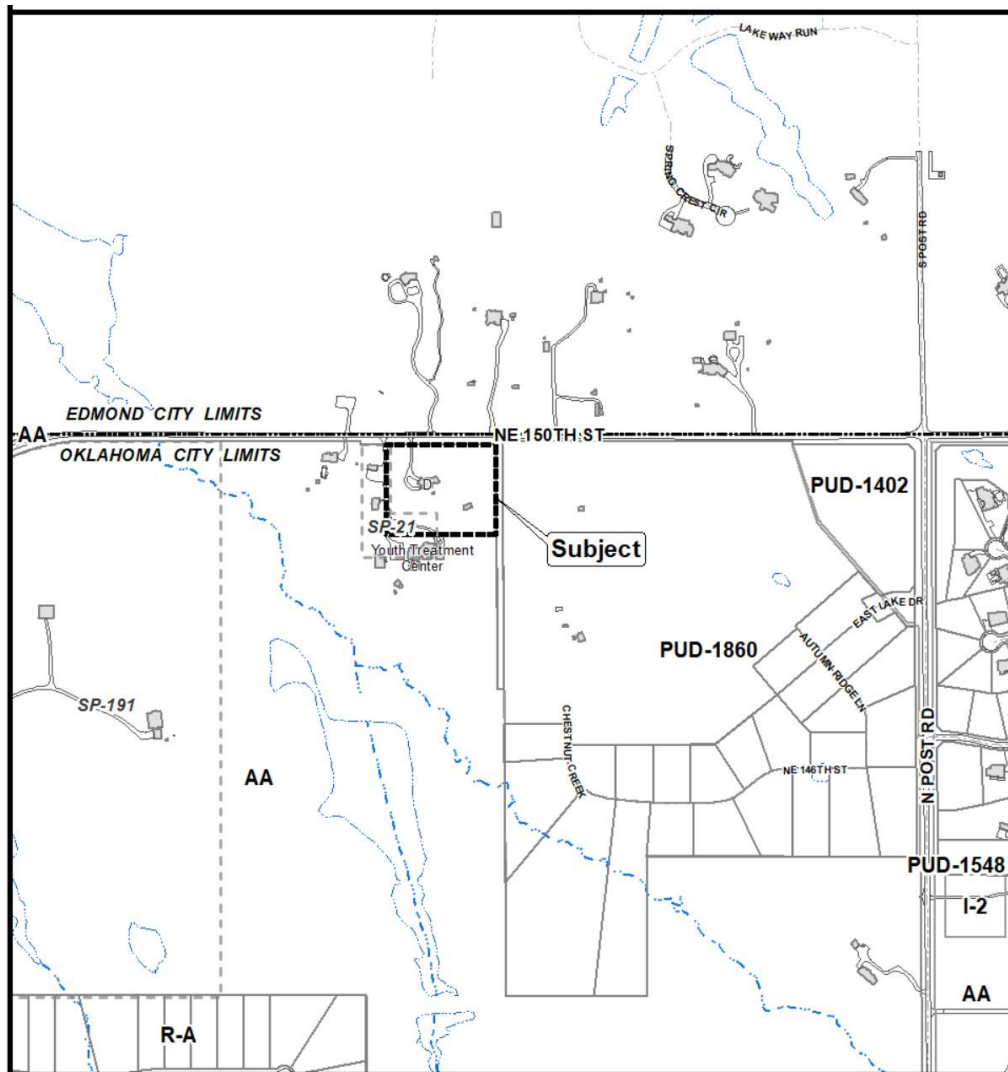 LAKE WAY RUN
SPRING CREST CIR
S POST RD
EDMOND CITY LIMITS
AA
NE 150TH ST
OKLAHOMA CITY LIMITS
PUD-1402
D
SP-21
Subject
Youth Treatment
Center
EAST LAKE DR
PUD-1860
AUTUMN RIDGE LN
SP-191
CHESTNUT CREEK
N POST RD
AA
NE 146TH ST
PUD-1548
I-2
AA
R-A